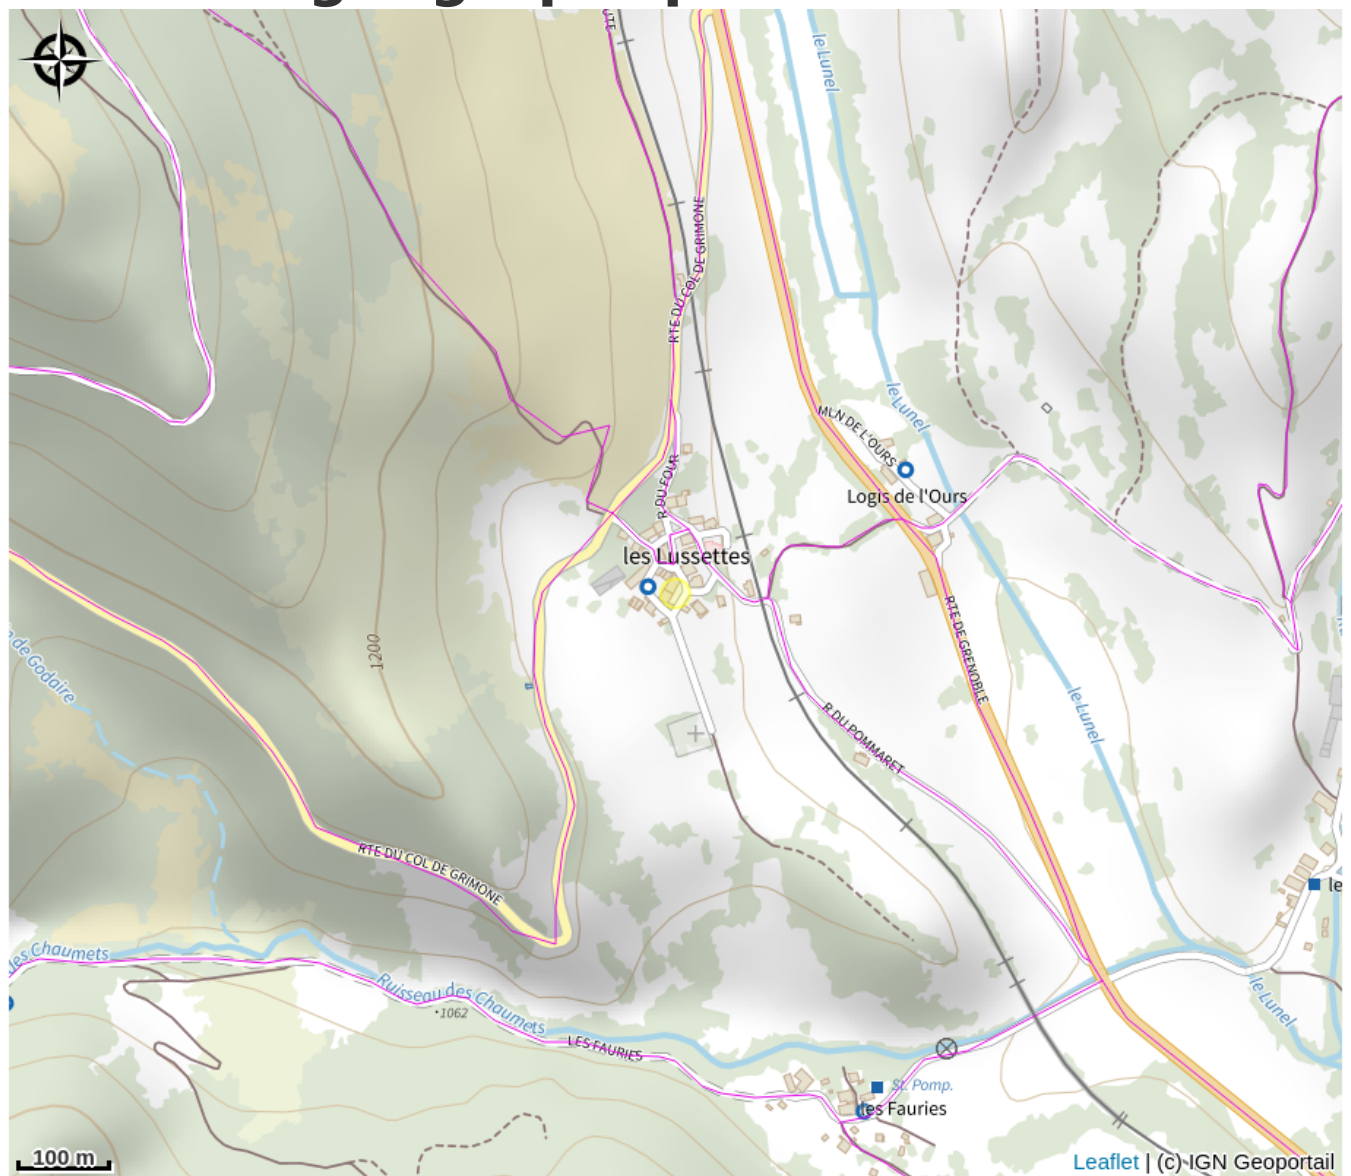 le Lunel
RTE DU COL DE GRIMONE
le Lunel
MLN DE L'OURS
Logis de l'Ours
R DU FOUR
les Lussettes
RTE DE GRENOBLE
1200
de Godaire
le Lunel
R DU POMMARET
RTE DU COL DE GRIMONE
le
des Chaumets
Ruisseau des Chaumets
1062
le Lunel
LES FAURIES
St. Pomp.
les Fauries
100 m
Leaflet | (c) IGN Geoportail